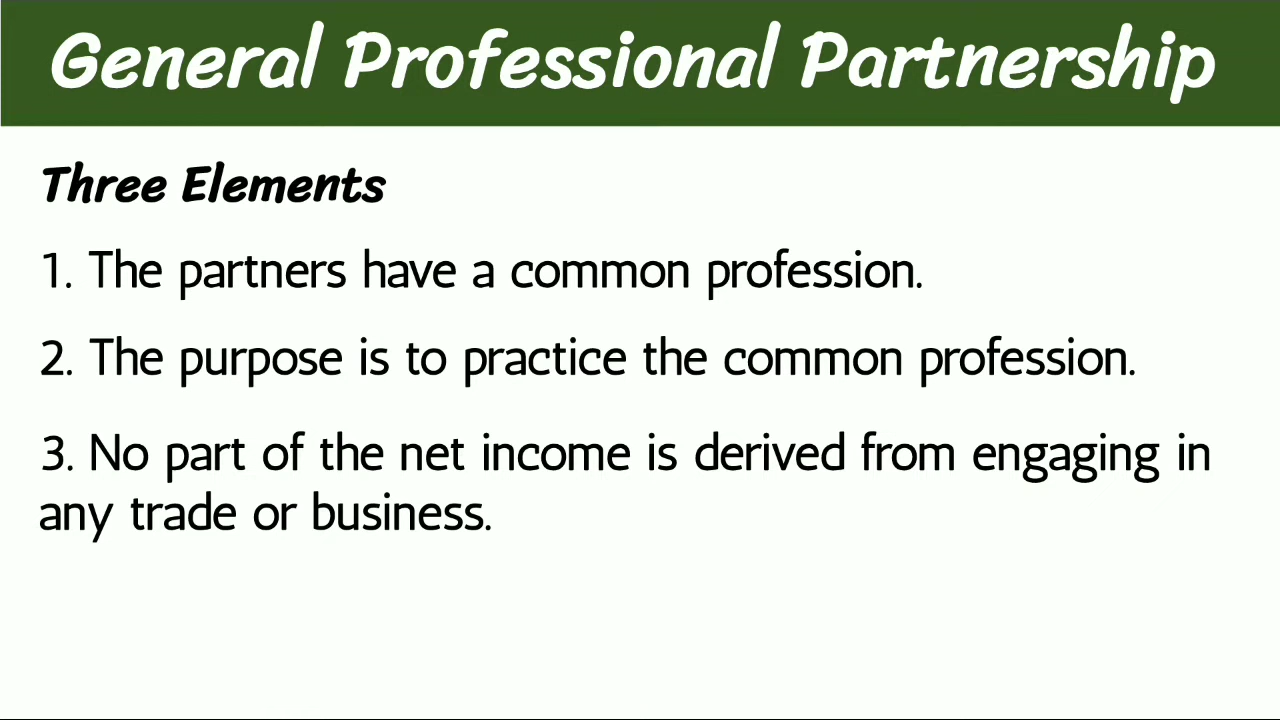 General Professional Partnership
Three Elements
1. The partners have a common profession.
2. The purpose is to practice the common profession.
3. No part of the net income is derived from engaging in
any trade or business.